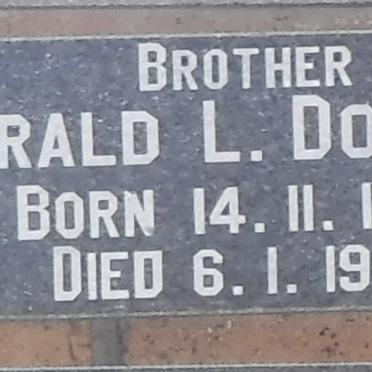 BROTHER
RALD L. DO
BORN 14. 11. 1
DIED 6. 1. 19